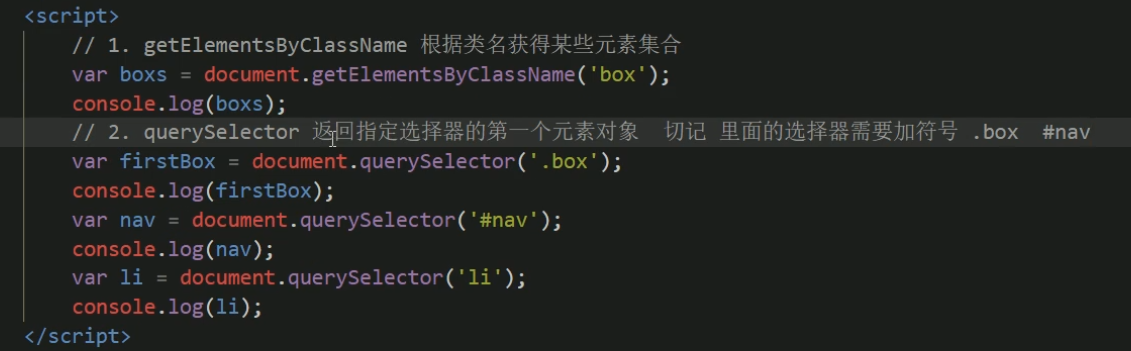 <script>
// 1. getElementsByClassName 根据类名获得某些元素集合
var boxs = document.getElementsByClassName('box');
console.log(boxs);
// 2. querySelector 返回指定选择器的第一个元素对象  切记 里面的选择器需要加符号 .box  #nav
var firstBox = document.querySelector('.box');
console.log(firstBox);
var nav = document.querySelector('#nav');
console.log(nav);
var li = document.querySelector('li');
console.log(li);
</script>